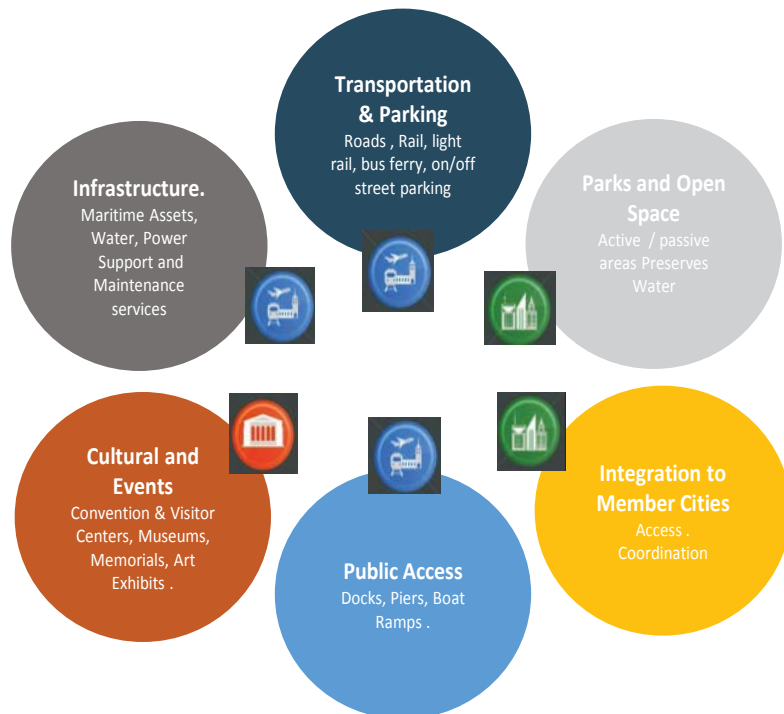 Transportation
& Parking
Roads , Rail, light
rail, bus ferry, on/off
street parking
Infrastructure.
Maritime Assets,
Water, Power
Support and
Maintenance
services
Parks and Open
Space
Active / passive
areas Preserves
Water
Cultural and
Events
Convention & Visitor
Centers, Museums,
Memorials, Art
Exhibits .
Public Access
Docks, Piers, Boat
Ramps .
Integration to
Member Cities
Access .
Coordination